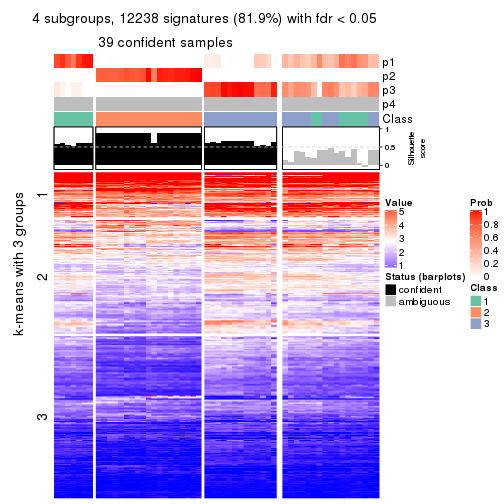 4 subgroups, 12238 signatures (81.9%) with fdr < 0.05
39 confident samples
p1
p2
p3
p4
Class
1
0.5
0
Silhouette
score
k-means with 3 groups
1
2
3
Value
5
4
3
2
1
Status (barplots)
confident
ambiguous
Prob
1
0.8
0.6
0.4
0.2
0
Class
1
2
3